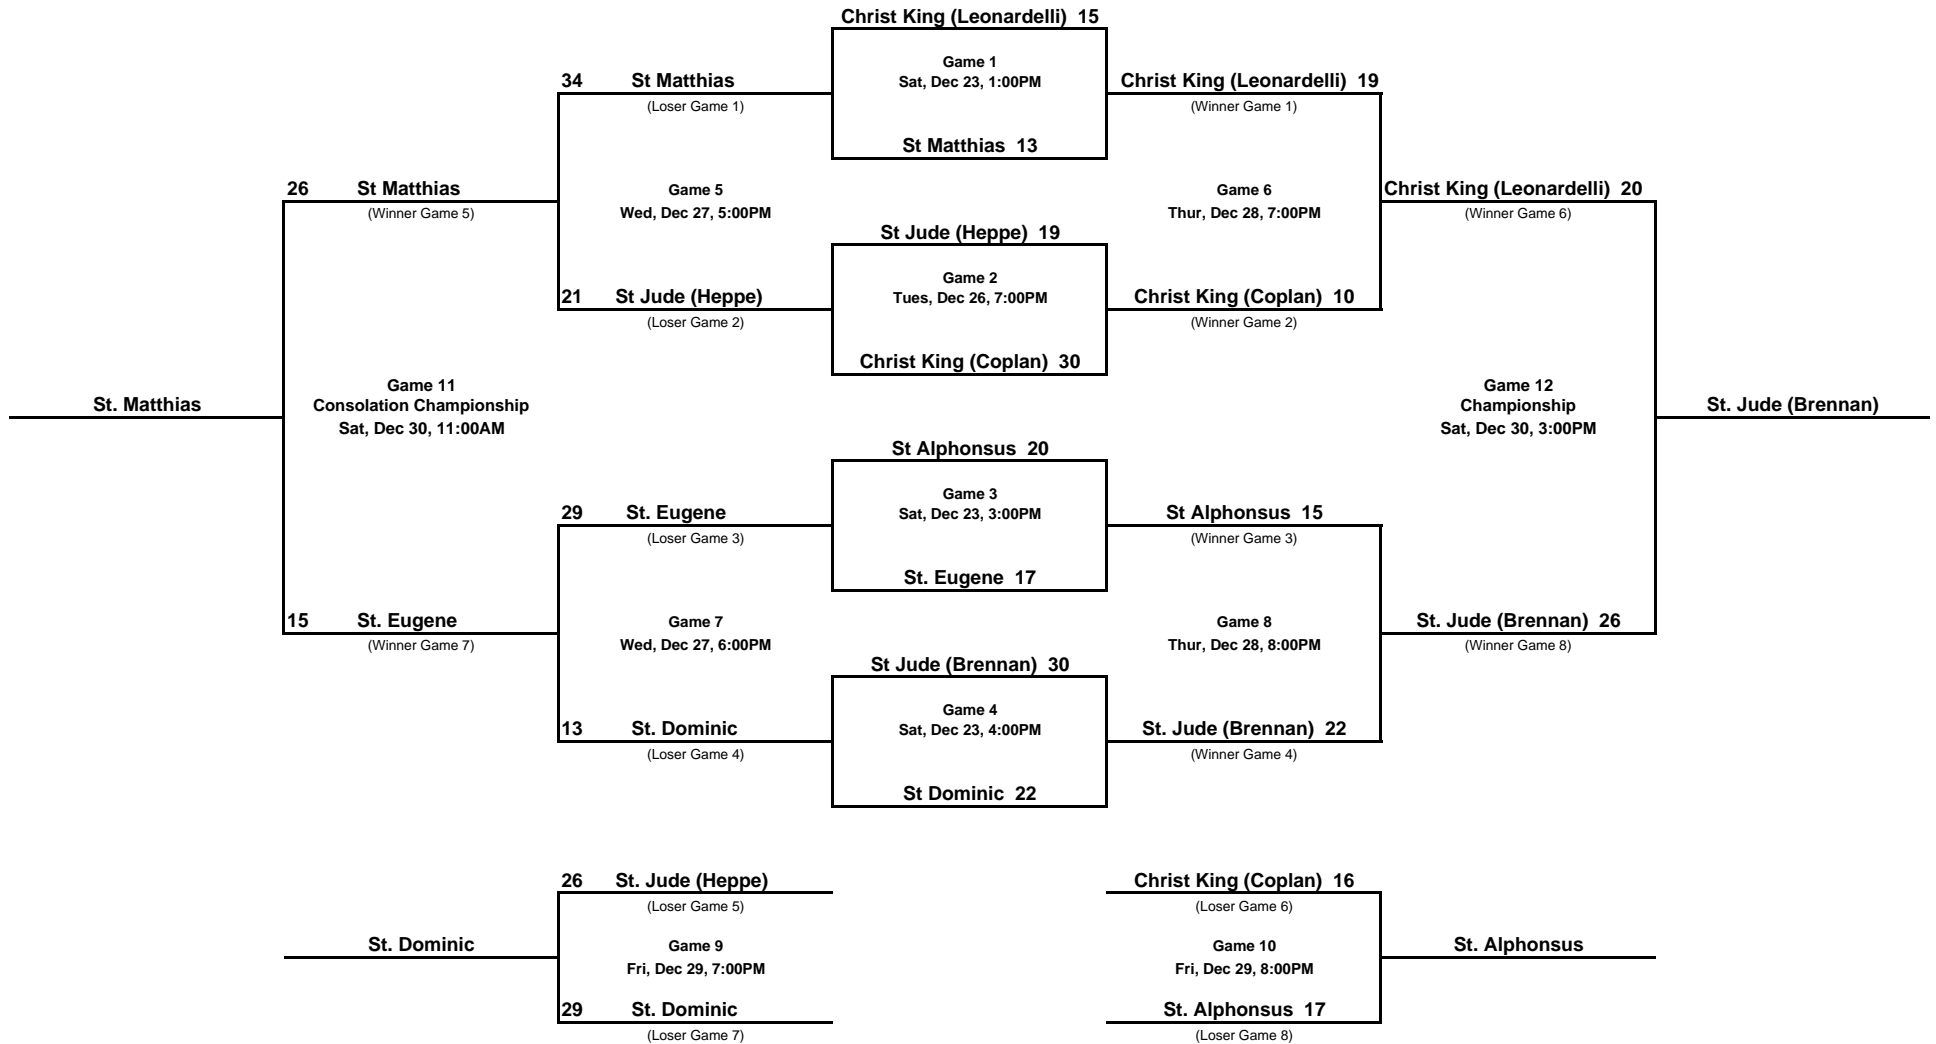 Christ King (Leonardelli)  15
Game 1
34 St Matthias
Sat, Dec 23, 1:00PM
Christ King (Leonardelli)  19
(Loser Game 1)
(Winner Game 1)
St Matthias  13
26 St Matthias
Game 5
Game 6
Christ King (Leonardelli)  20
(Winner Game 5)
Wed, Dec 27, 5:00PM
Thur, Dec 28, 7:00PM
(Winner Game 6)
St Jude (Heppe)  19
Game 2
21 St Jude (Heppe)
Tues, Dec 26, 7:00PM
Christ King (Coplan)  10
(Loser Game 2)
(Winner Game 2)
Christ King (Coplan)  30
Game 11
Game 12
St. Matthias
Consolation Championship
Championship
St. Jude (Brennan)
Sat, Dec 30, 11:00AM
Sat, Dec 30, 3:00PM
St Alphonsus  20
Game 3
29 St. Eugene
Sat, Dec 23, 3:00PM
St Alphonsus  15
(Loser Game 3)
(Winner Game 3)
St. Eugene  17
15 St. Eugene
Game 7
Game 8
St. Jude (Brennan)  26
(Winner Game 7)
Wed, Dec 27, 6:00PM
Thur, Dec 28, 8:00PM
(Winner Game 8)
St Jude (Brennan)  30
Game 4
13 St. Dominic
Sat, Dec 23, 4:00PM
St. Jude (Brennan)  22
(Loser Game 4)
(Winner Game 4)
St Dominic  22
26 St. Jude (Heppe)
Christ King (Coplan)  16
(Loser Game 5)
(Loser Game 6)
St. Dominic
Game 9
Game 10
St. Alphonsus
Fri, Dec 29, 7:00PM
Fri, Dec 29, 8:00PM
29 St. Dominic
St. Alphonsus  17
(Loser Game 7)
(Loser Game 8)